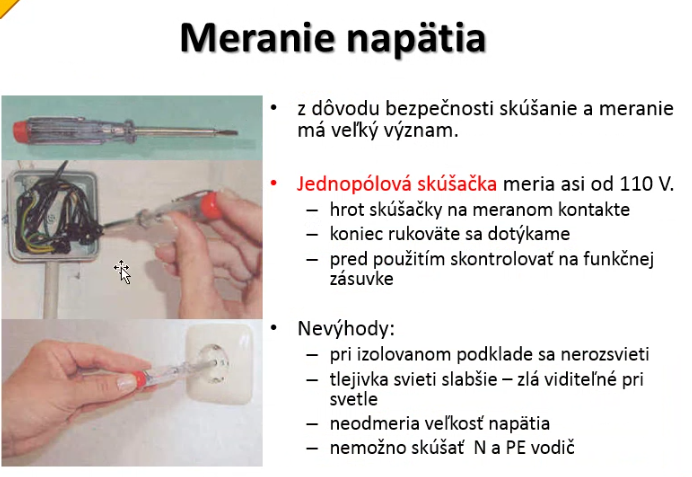 Meranie napätia
• z dôvodu bezpečnosti skúšanie a meranie
má veľký význam.
• Jednopólová skúšačka meria asi od 110 V.
– hrot skúšačky na meranom kontakte
– koniec rukoväte sa dotýkame
– pred použitím skontrolovať na funkčnej
zásuvke
• Nevýhody:
– pri izolovanom podklade sa nerozsvieti
– tlejivka svieti slabšie – zlá viditeľné pri
svetle
– neodmeria veľkosť napätia
– nemožno skúšať N a PE vodič